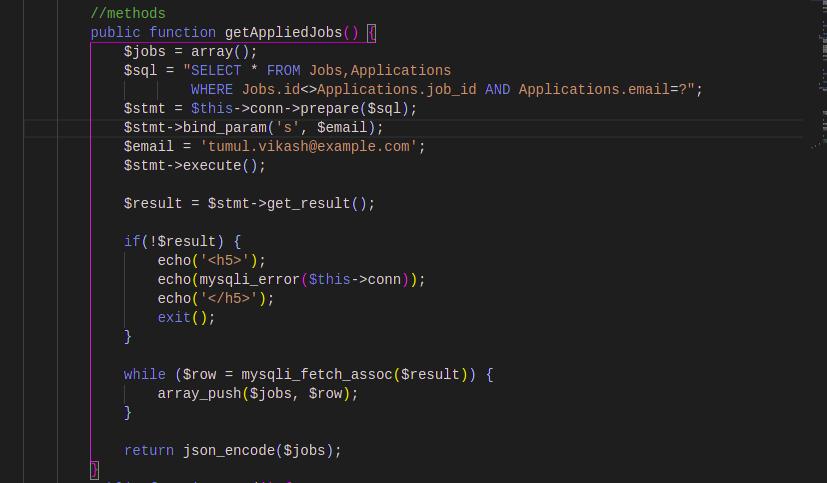 //methods
public function getAppliedJobs() {
$jobs = array();
$sql = "SELECT * FROM Jobs,Applications
WHERE Jobs.id<>Applications.job_id AND Applications.email=?";
$stmt = $this->conn->prepare($sql);
$stmt->bind_param('s', $email);
$email = 'tumul.vikash@example.com';
$stmt->execute();
$result = $stmt->get_result();
if(!$result) {
echo('<h5>');
echo(mysqli_error($this->conn));
echo('</h5>');
exit();
}
while ($row = mysqli_fetch_assoc($result)) {
array_push($jobs, $row);
}
return json_encode($jobs);
}